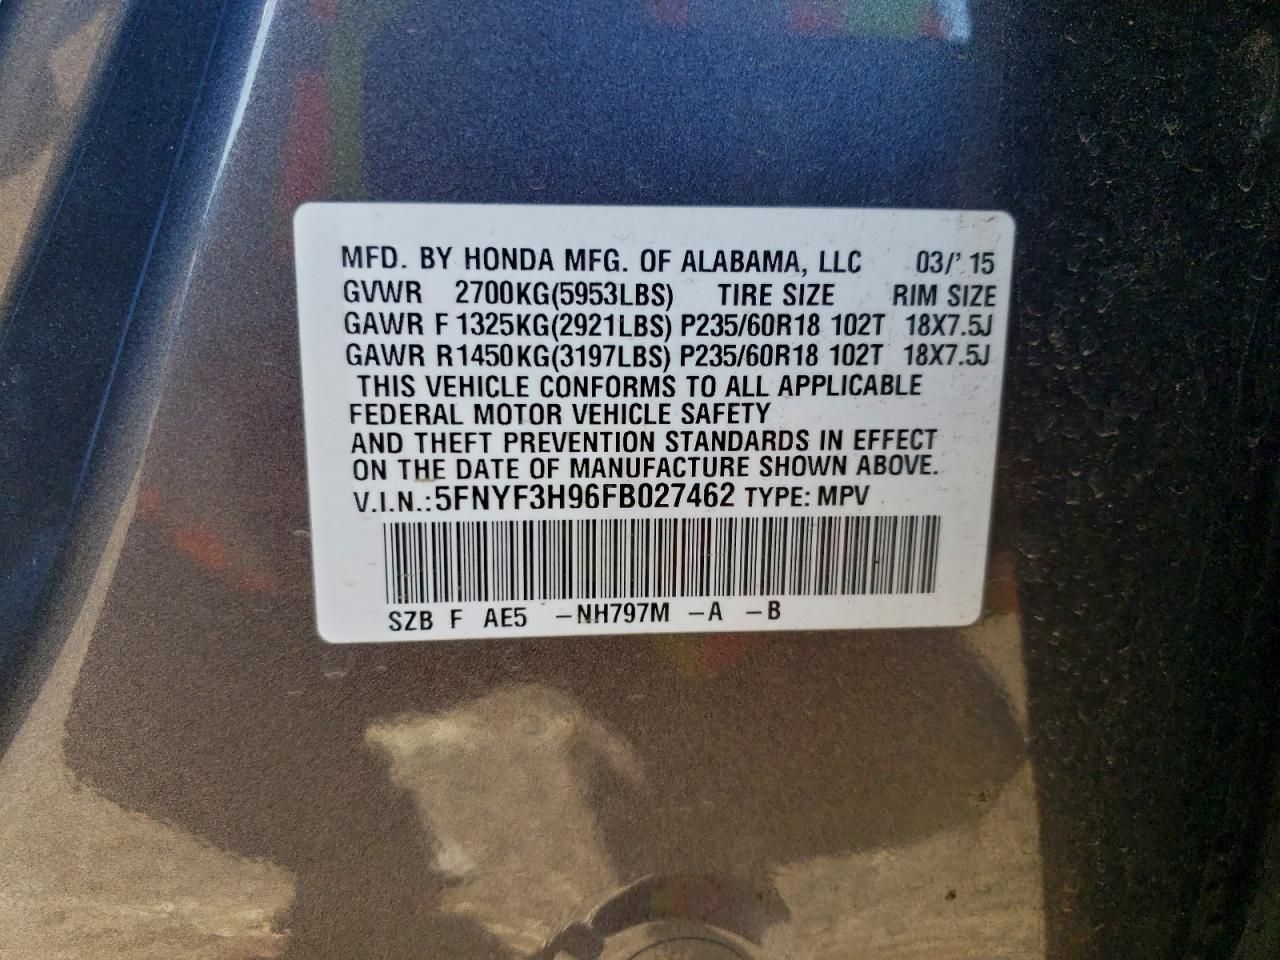 MFD. BY HONDA MFG. OF ALABAMA, LLC 03/'15
GVWR 2700KG(5953LBS) TIRE SIZE RIM SIZE
GAWR F 1325KG(2921LBS) P235/60R18 102T 18X7.5J
GAWR R1450KG(3197LBS) P235/60R18 102T 18X7.5J
THIS VEHICLE CONFORMS TO ALL APPLICABLE
FEDERAL MOTOR VEHICLE SAFETY
AND THEFT PREVENTION STANDARDS IN EFFECT
ON THE DATE OF MANUFACTURE SHOWN ABOVE.
V.I.N.:5FNYF3H96FB027462 TYPE: MPV
SZB F AE5 -NH797M -A -B